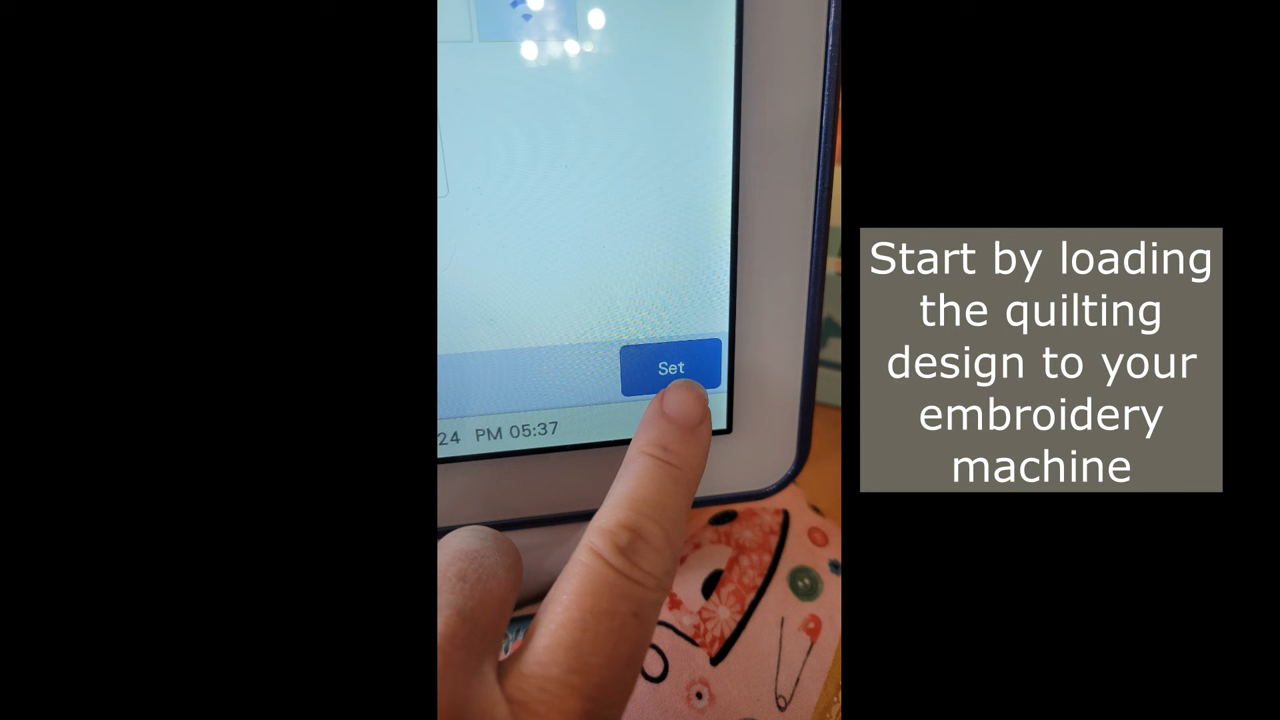 Set
24 PM 05:37
Start by loading
the quilting
design to your
embroidery
machine